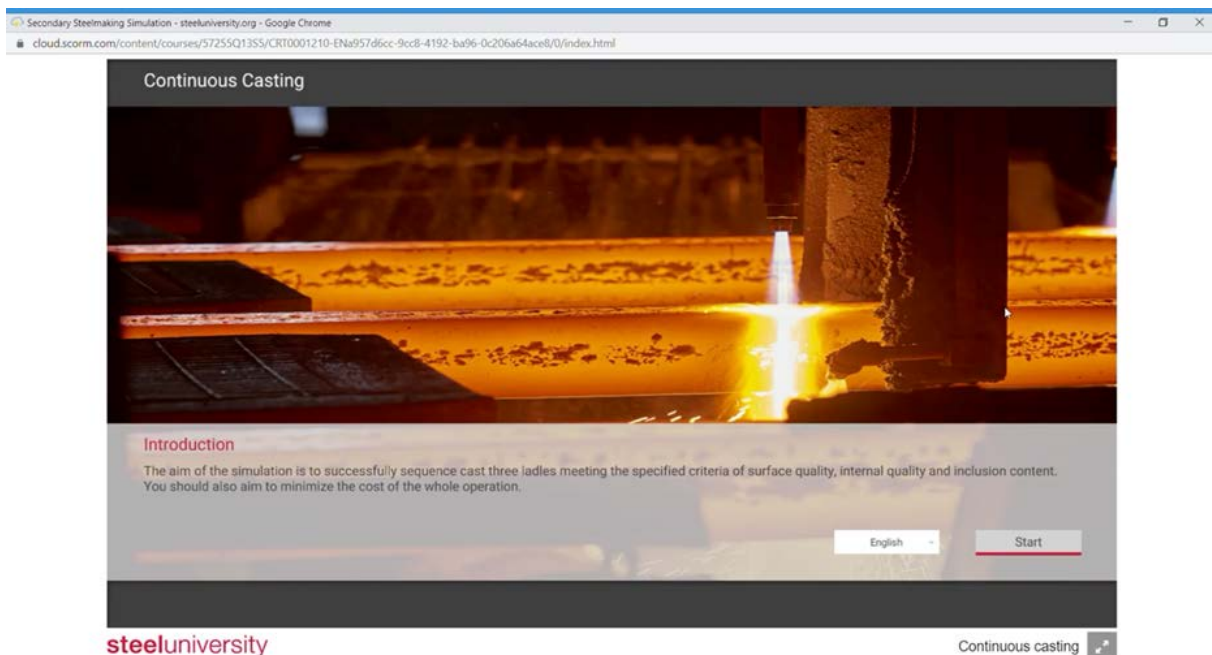 Secondary Steelmaking Simulation - steeluniversity.org - Google Chrome
cloud.scorm.com/content/courses/57255Q13SS/CRT0001210-ENa957d6cc-9cc8-4192-ba96-0c206a64ace8/0/index.html
Continuous Casting
Introduction
The aim of the simulation is to successfully sequence cast three ladles meeting the specified criteria of surface quality, internal quality and inclusion content.
You should also aim to minimize the cost of the whole operation.
English
Start
steeluniversity
Continuous casting